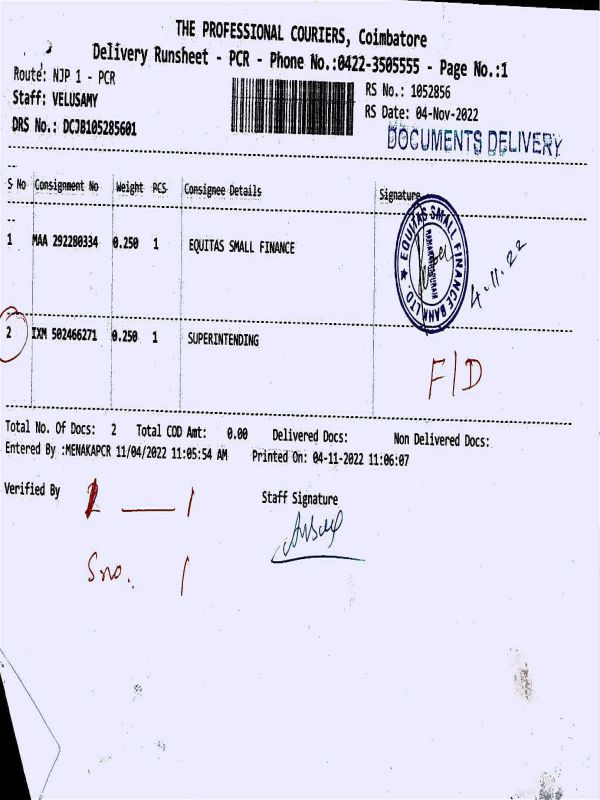 THE PROFESSIONAL COURIERS, Coimbatore
Delivery Runsheet - PCR - Phone No.:0422-3505555 - Page No.:1
Route: NJP 1 - PCR
RS No.: 1052856
Staff: VELUSAMY
RS Date: 04-Nov-2022
DRS No.: DCJB105285601
DOCUMENTS DELIVERY
S No Consignment No Weight PCS Consignee Details Signature
1 MAA 292280334 0.250 1 EQUITAS SMALL FINANCE
EQUITAS SMALL FINANCE BANK LTD
4.11.22
2 IXM 502466271 0.250 1 SUPERINTENDING
F/D
Total No. Of Docs: 2 Total COD Amt: 0.00 Delivered Docs: Non Delivered Docs:
Entered By :MENAKAPCR 11/04/2022 11:05:54 AM Printed On: 04-11-2022 11:06:07
Verified By
Staff Signature
1 — 1
Sno. 1